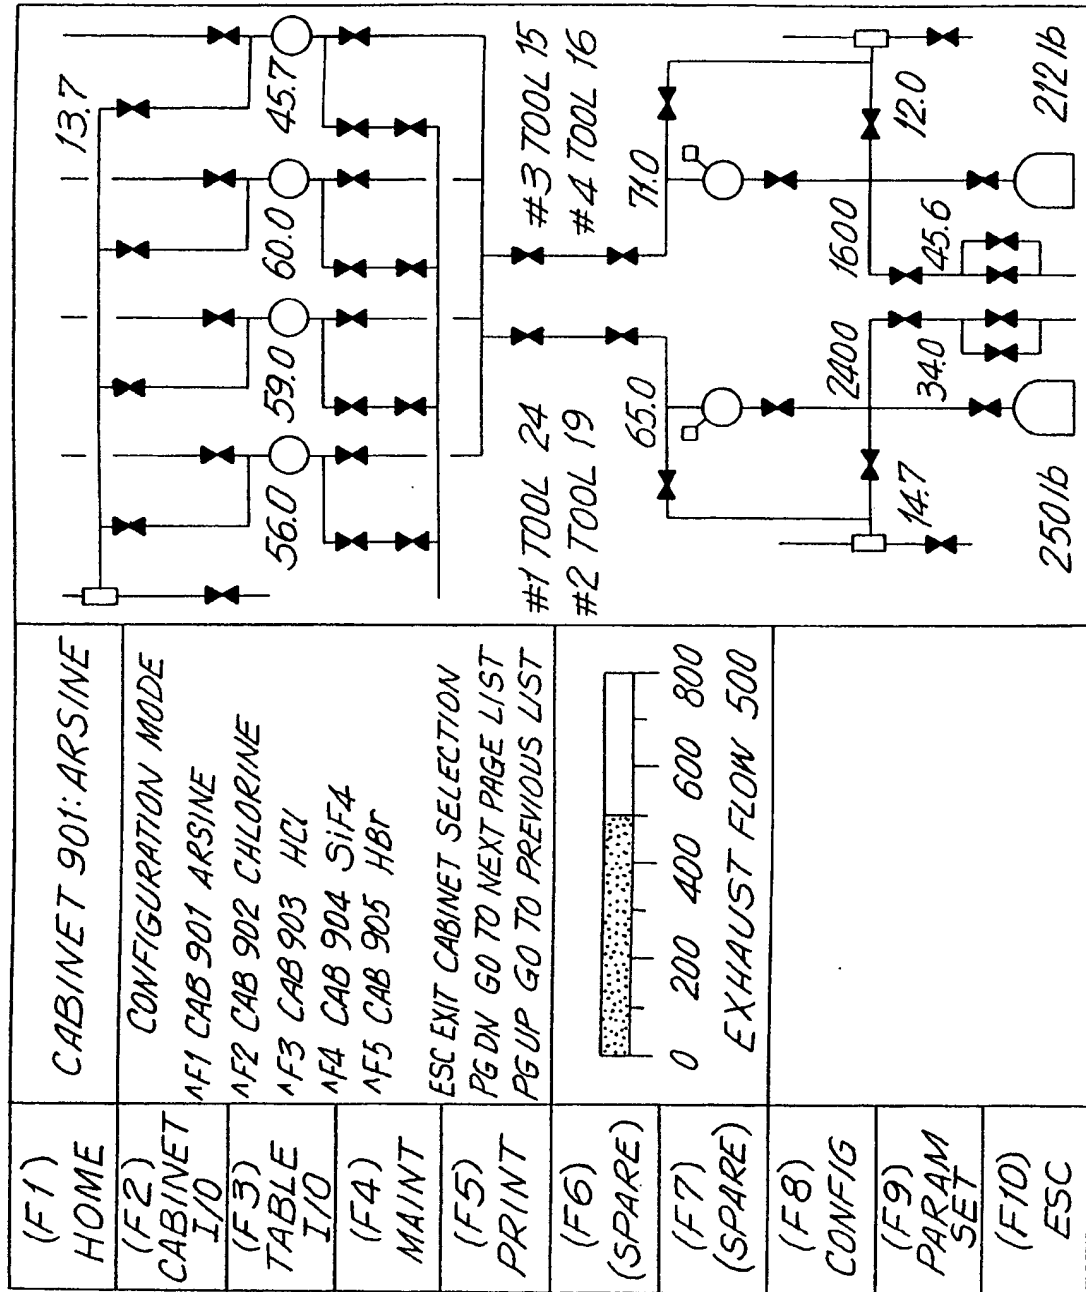 (F1)
HOME
(F2)
CABINET
I/O
(F3)
TABLE
I/O
(F4)
MAINT
(F5)
PRINT
(F6)
(SPARE)
(F7)
(SPARE)
(F8)
CONFIG
(F9)
PARAM
SET
(F10)
ESC
CABINET 901: ARSINE
CONFIGURATION MODE
^F1 CAB 901 ARSINE
^F2 CAB 902 CHLORINE
^F3 CAB 903 HCl
^F4 CAB 904 SiF4
^F5 CAB 905 HBr
ESC EXIT CABINET SELECTION
PG DN GO TO NEXT PAGE LIST
PG UP GO TO PREVIOUS LIST
0 200 400 600 800
EXHAUST FLOW 500
13.7
56.0 59.0 60.0 45.7
#1 TOOL 24
#2 TOOL 19
#3 TOOL 15
#4 TOOL 16
65.0 71.0
2400 1600
14.7 34.0 45.6 12.0
250 lb 212 lb